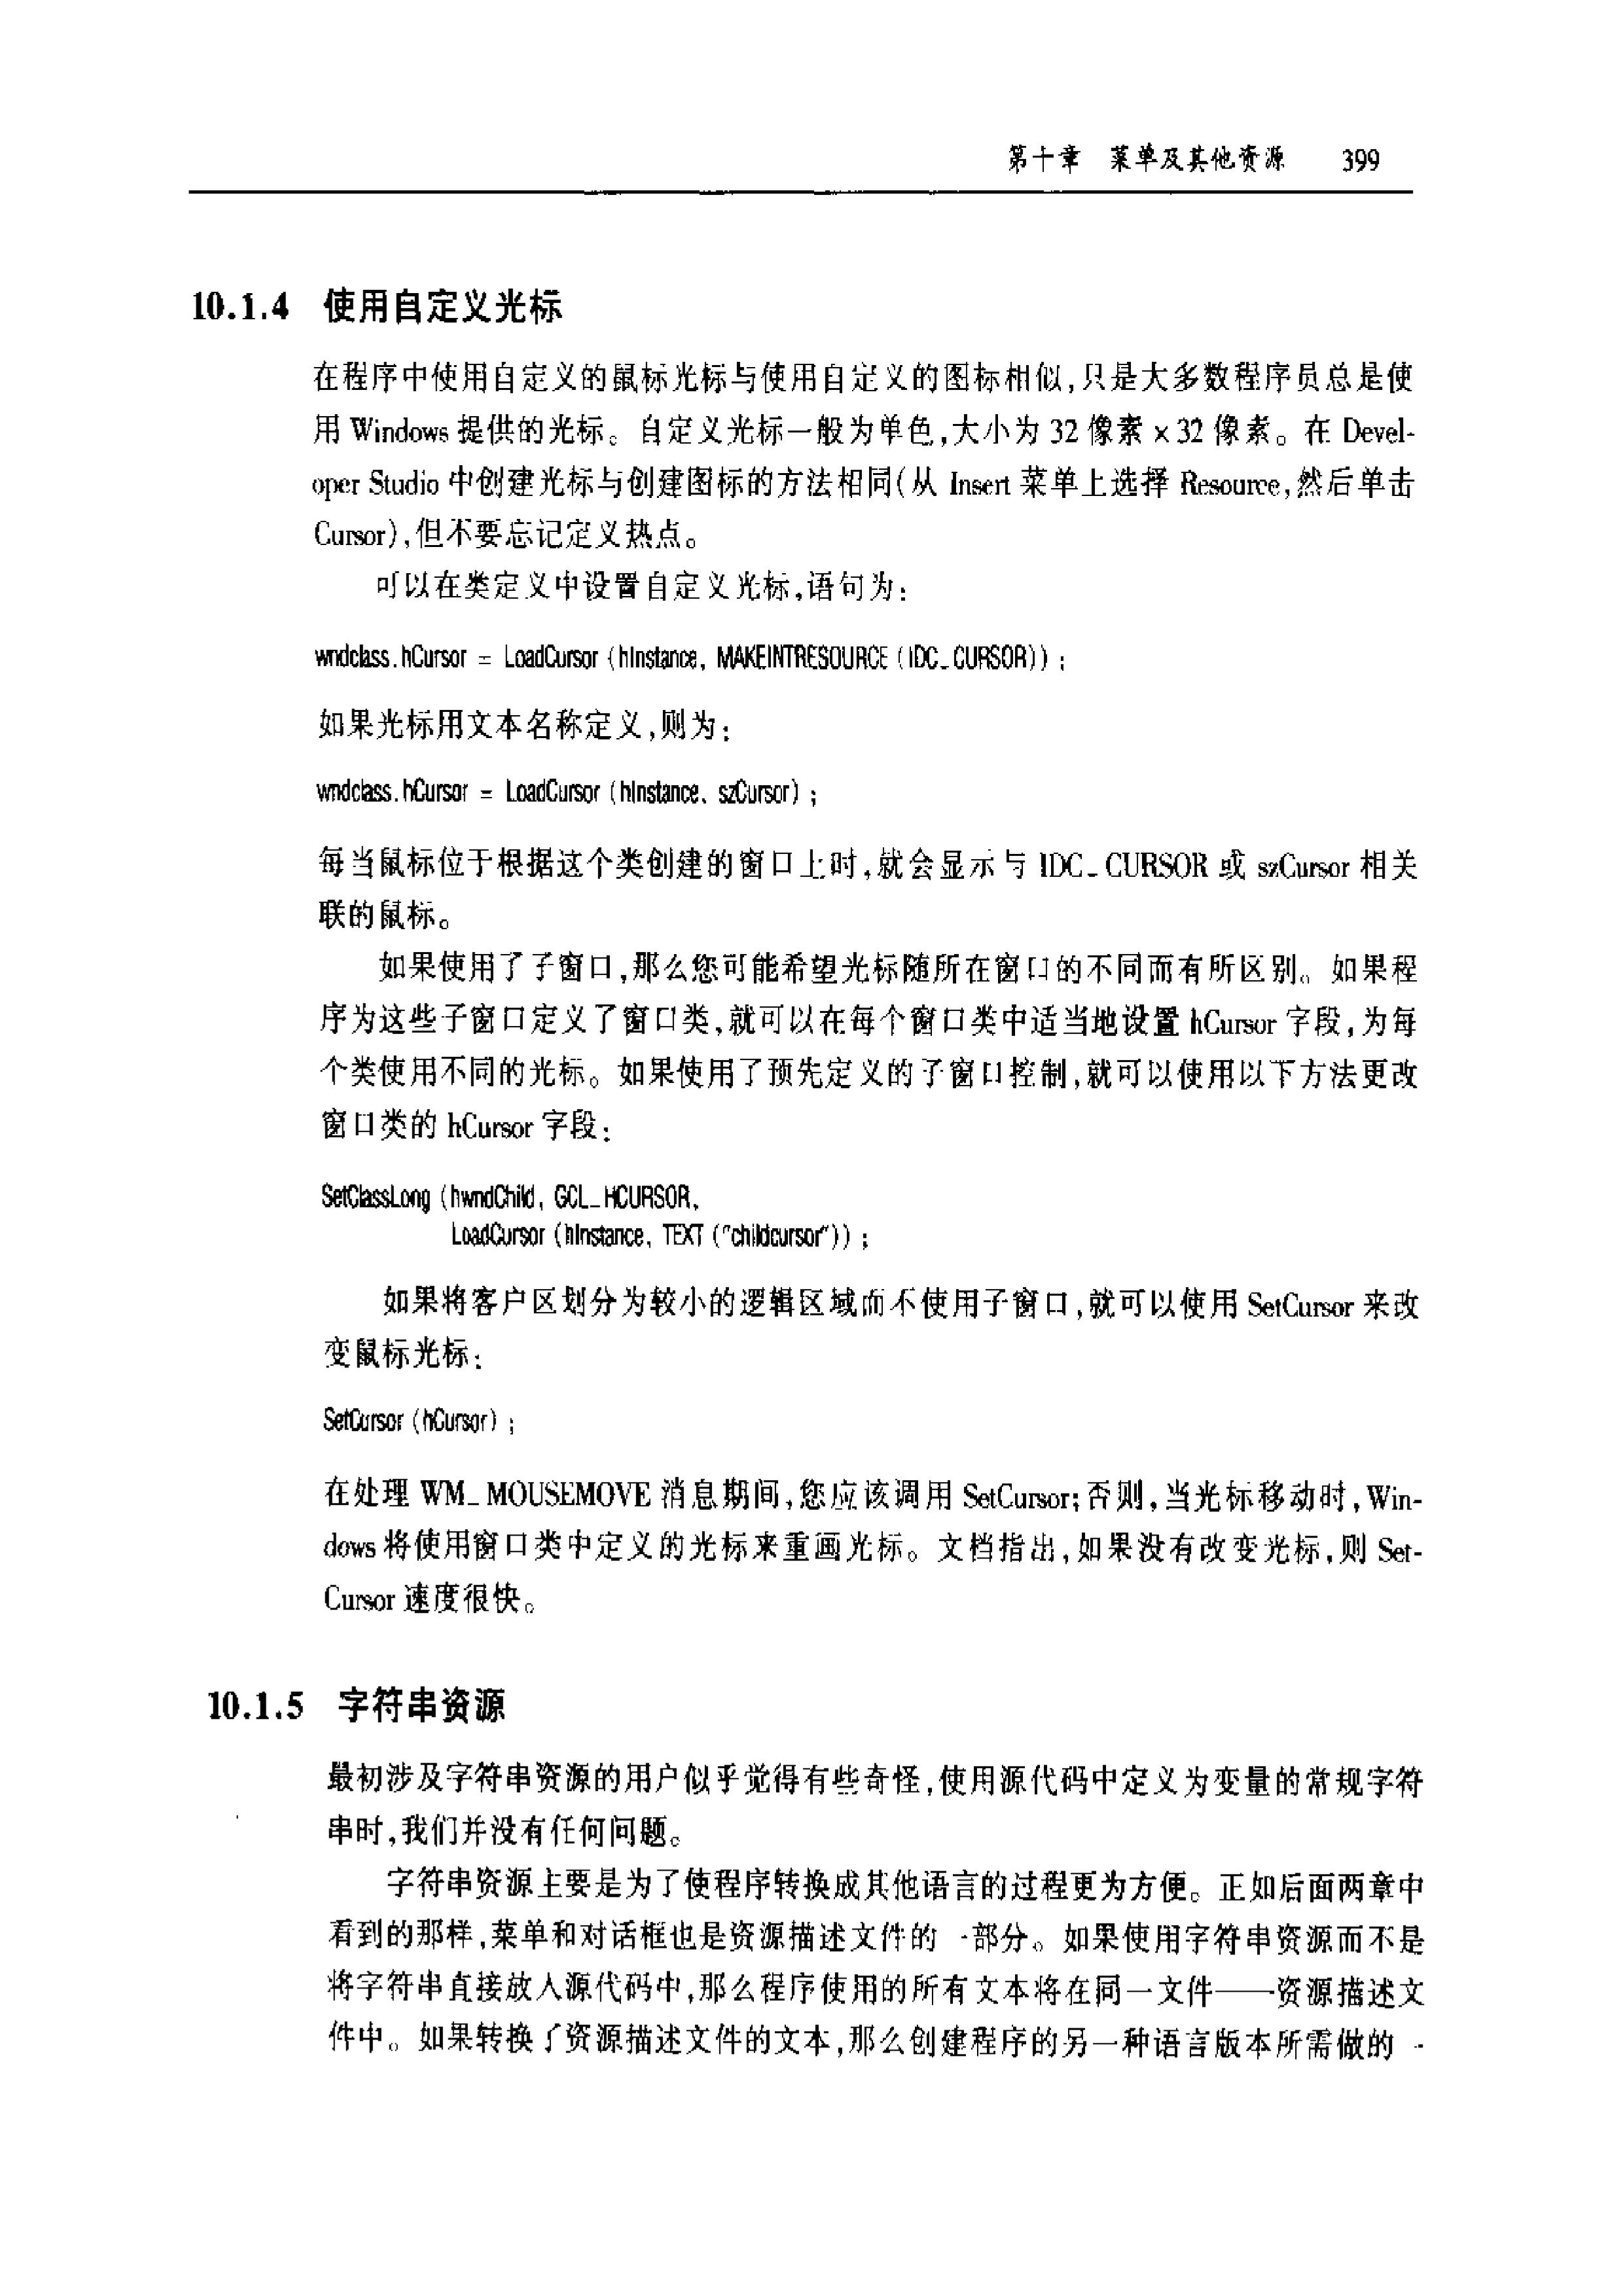 第十章 菜单及其他资源 399
10.1.4 使用自定义光标
在程序中使用自定义的鼠标光标与使用自定义的图标相似,只是大多数程序员总是使
用 Windows 提供的光标。自定义光标一般为单色,大小为 32 像素×32 像素。在 Devel-
oper Studio 中创建光标与创建图标的方法相同(从 Insert 菜单上选择 Resource,然后单击
Cursor),但不要忘记定义热点。
可以在类定义中设置自定义光标,语句为:
wndclass.hCursor = LoadCursor (hInstance, MAKEINTRESOURCE (IDC_CURSOR)) ;
如果光标用文本名称定义,则为:
wndclass.hCursor = LoadCursor (hInstance, szCursor) ;
每当鼠标位于根据这个类创建的窗口上时,就会显示与 IDC_CURSOR 或 szCursor 相关
联的鼠标。
如果使用了子窗口,那么您可能希望光标随所在窗口的不同而有所区别。如果程
序为这些子窗口定义了窗口类,就可以在每个窗口类中适当地设置 hCursor 字段,为每
个类使用不同的光标。如果使用了预先定义的子窗口控制,就可以使用以下方法更改
窗口类的 hCursor 字段:
SetClassLong (hwndChild, GCL_HCURSOR,
LoadCursor (hInstance, TEXT ("childcursor")) ;
如果将客户区划分为较小的逻辑区域而不使用子窗口,就可以使用 SetCursor 来改
变鼠标光标:
SetCursor (hCursor) ;
在处理 WM_MOUSEMOVE 消息期间,您应该调用 SetCursor;否则,当光标移动时,Win-
dows 将使用窗口类中定义的光标来重画光标。文档指出,如果没有改变光标,则 Set-
Cursor 速度很快。
10.1.5 字符串资源
最初涉及字符串资源的用户似乎觉得有些奇怪,使用源代码中定义为变量的常规字符
串时,我们并没有任何问题。
字符串资源主要是为了使程序转换成其他语言的过程更为方便。正如后面两章中
看到的那样,菜单和对话框也是资源描述文件的一部分。如果使用字符串资源而不是
将字符串直接放入源代码中,那么程序使用的所有文本将在同一文件——资源描述文
件中。如果转换了资源描述文件的文本,那么创建程序的另一种语言版本所需做的一